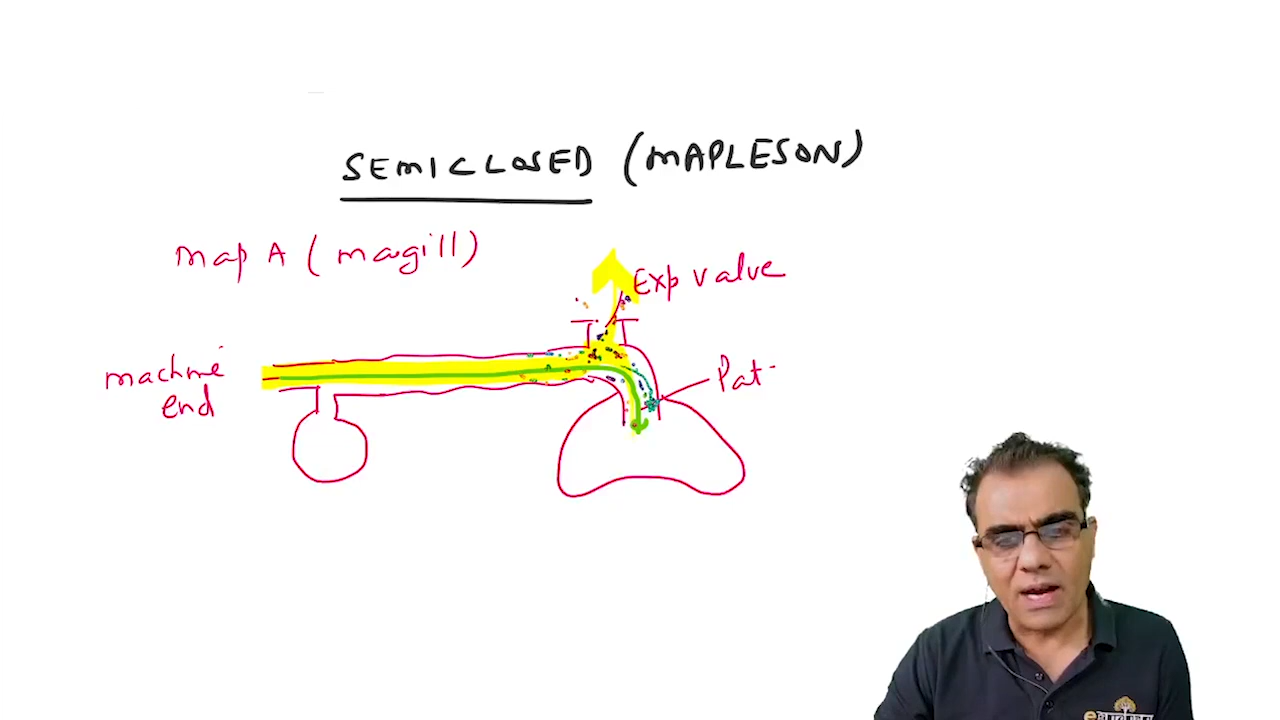 SEMICLOSED (MAPLESON)
Map A (magill)
Exp valve
machine
end
Pat